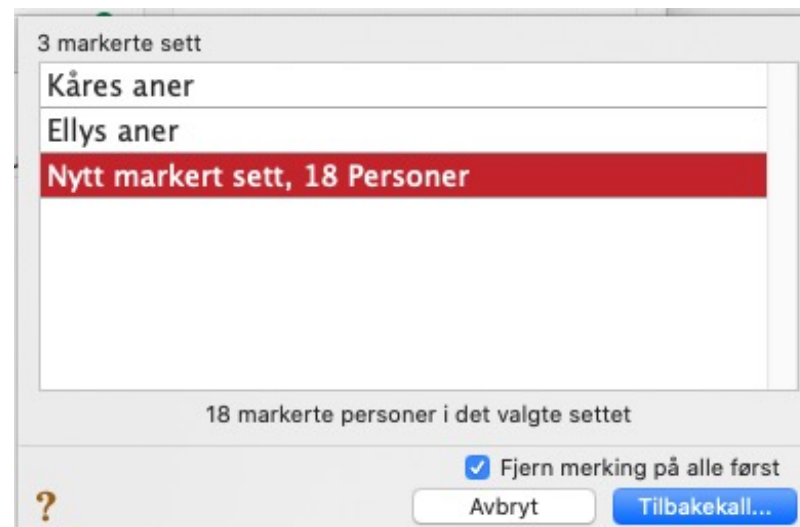 3 markerte sett
Kåres aner
Ellys aner
Nytt markert sett, 18 Personer
18 markerte personer i det valgte settet
Fjern merking på alle først
?
Avbryt
Tilbakekall...